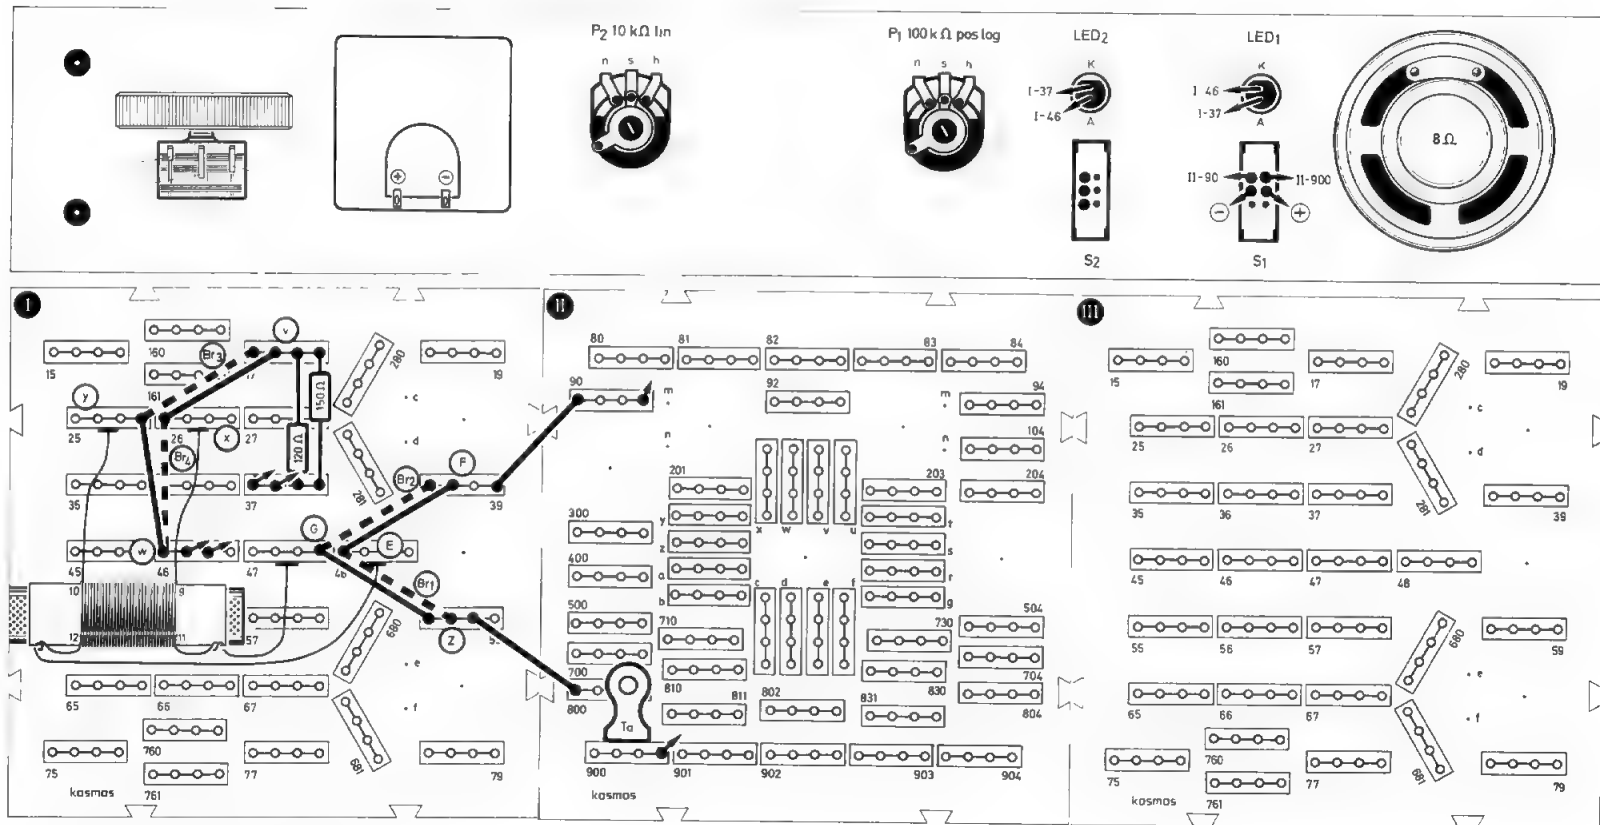 P₂ 10 kΩ lin
n s h
P₁ 100 k Ω pos log
n s h
LED₂
K
I-37
I-46
A
LED₁
K
I 46
I-37
A
8 Ω
+ −
II-90
II-900
− +
S₂
S₁
I
160
15
Br₃
v
17
280
19
161
y
25
26
x
27
c
150 Ω
Br₄
120 Ω
d
35
37
281
Br₂
F
39
G
E
w
45
46
47
10
9
Br₁
12
11
57
680
Z
e
65
66
67
f
760
75
77
681
79
761
kosmos
II
80
81
82
83
84
90
92
m
m
94
n
n
104
201
203
204
300
y
x w v u
t
z
s
400
a
c d e f
r
b
g
500
504
710
730
700
704
800
810
811
802
831
830
804
Ta
900
901
902
903
904
kosmos
III
160
15
17
280
19
161
c
25
26
27
d
35
36
37
281
39
45
46
47
48
55
56
57
680
59
e
65
66
67
f
760
75
77
681
79
761
kosmos